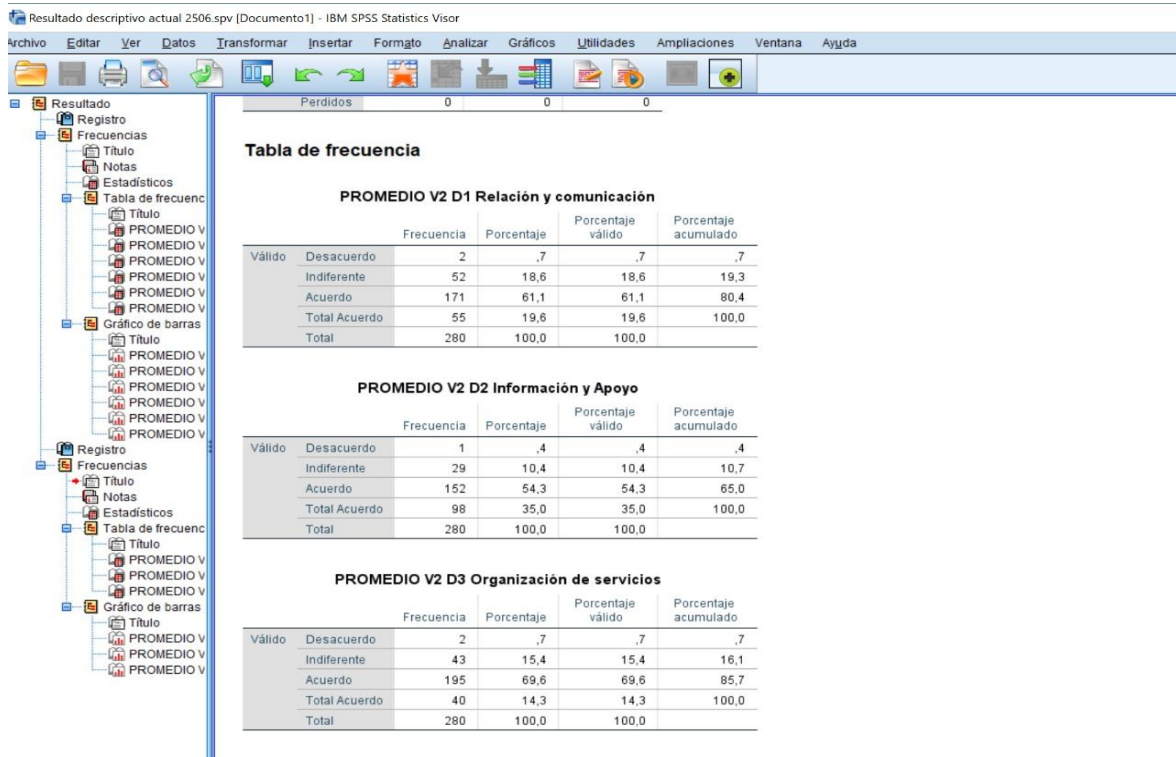 Resultado descriptivo actual 2506.spv [Documento1] - IBM SPSS Statistics Visor
Archivo Editar Ver Datos Transformar Insertar Formato Analizar Gráficos Utilidades Ampliaciones Ventana Ayuda
Resultado
Registro
Frecuencias
Título
Notas
Estadísticos
Tabla de frecuenc
Título
PROMEDIO V
PROMEDIO V
PROMEDIO V
PROMEDIO V
PROMEDIO V
PROMEDIO V
Gráfico de barras
Título
PROMEDIO V
PROMEDIO V
PROMEDIO V
PROMEDIO V
PROMEDIO V
PROMEDIO V
Registro
Frecuencias
Título
Notas
Estadísticos
Tabla de frecuenc
Título
PROMEDIO V
PROMEDIO V
PROMEDIO V
Gráfico de barras
Título
PROMEDIO V
PROMEDIO V
PROMEDIO V
Perdidos 0 0 0
Tabla de frecuencia
PROMEDIO V2 D1 Relación y comunicación
Frecuencia Porcentaje Porcentaje válido Porcentaje acumulado
Válido Desacuerdo 2 ,7 ,7 ,7
Indiferente 52 18,6 18,6 19,3
Acuerdo 171 61,1 61,1 80,4
Total Acuerdo 55 19,6 19,6 100,0
Total 280 100,0 100,0
PROMEDIO V2 D2 Información y Apoyo
Frecuencia Porcentaje Porcentaje válido Porcentaje acumulado
Válido Desacuerdo 1 ,4 ,4 ,4
Indiferente 29 10,4 10,4 10,7
Acuerdo 152 54,3 54,3 65,0
Total Acuerdo 98 35,0 35,0 100,0
Total 280 100,0 100,0
PROMEDIO V2 D3 Organización de servicios
Frecuencia Porcentaje Porcentaje válido Porcentaje acumulado
Válido Desacuerdo 2 ,7 ,7 ,7
Indiferente 43 15,4 15,4 16,1
Acuerdo 195 69,6 69,6 85,7
Total Acuerdo 40 14,3 14,3 100,0
Total 280 100,0 100,0